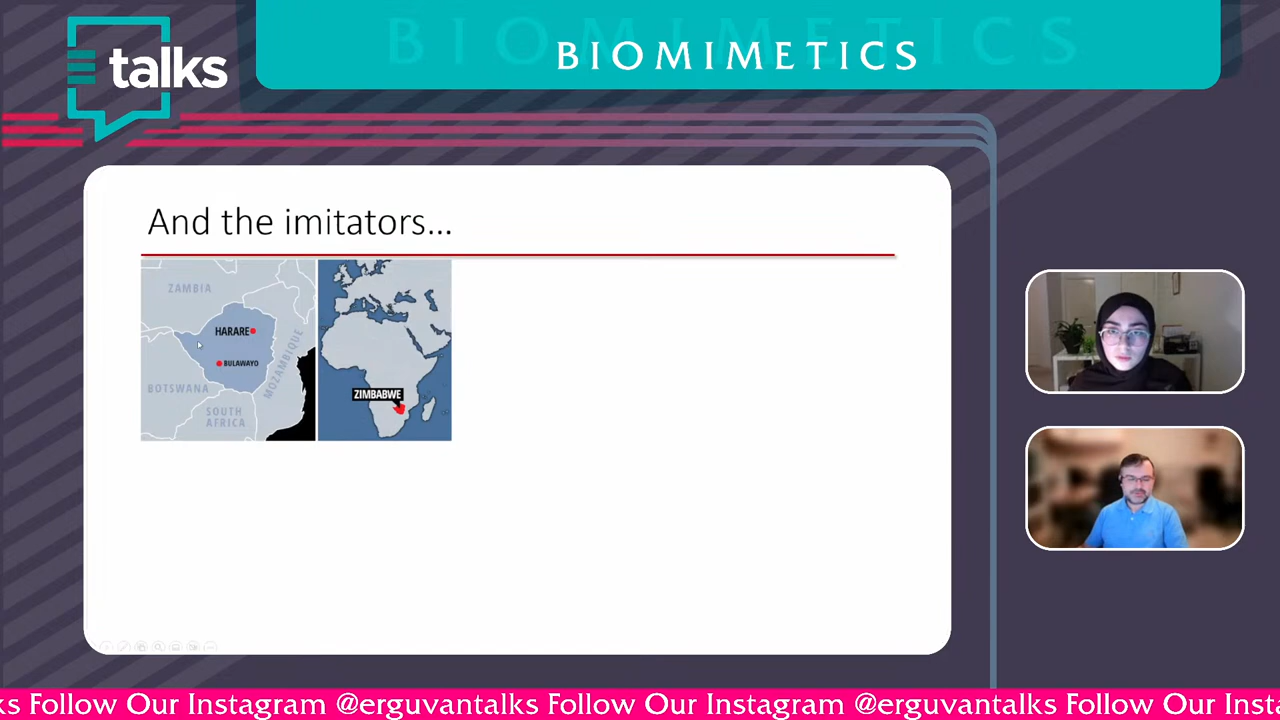 talks
BIOMIMETICS
BIOMIMETICS
And the imitators...
ZAMBIA
HARARE
BULAWAYO
MOZAMBIQUE
BOTSWANA
SOUTH
AFRICA
ZIMBABWE
ks Follow Our Instagram @erguvantalks Follow Our Instagram @erguvantalks Follow Our Insta